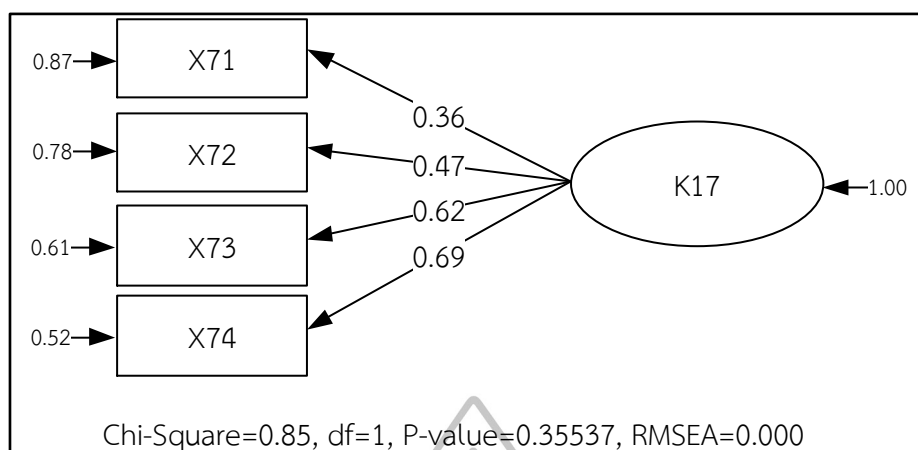 0.87
X71
0.36
0.78
X72
0.47
K17
1.00
0.62
0.61
X73
0.69
0.52
X74
Chi-Square=0.85, df=1, P-value=0.35537, RMSEA=0.000